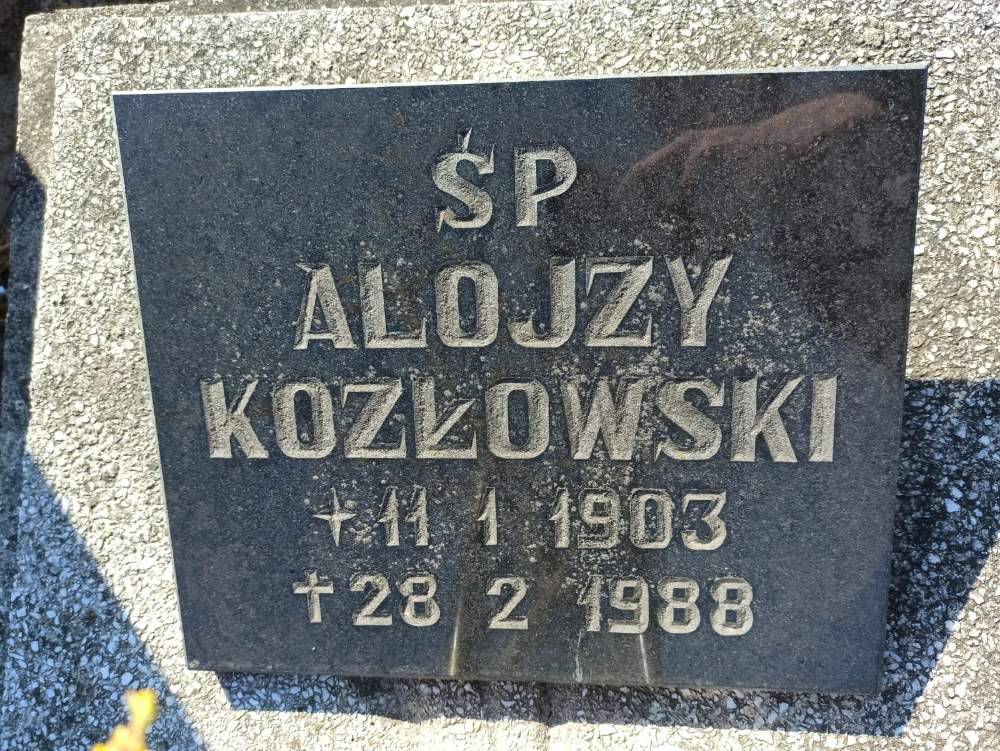 ŚP
ALOJZY
KOZŁOWSKI
✦ 11 1 1903
✝ 28 2 1988